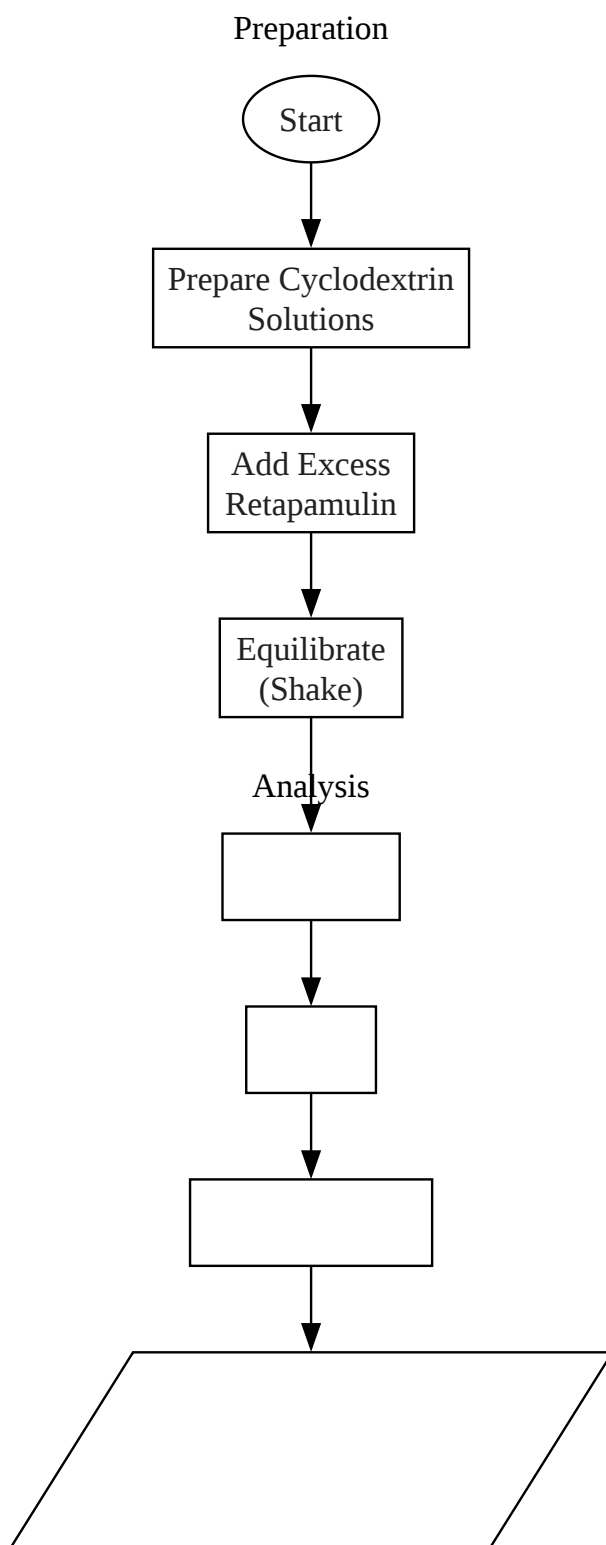 Preparation
Start
Prepare Cyclodextrin
Solutions
Add Excess
Retapamulin
Equilibrate
(Shake)
Analysis